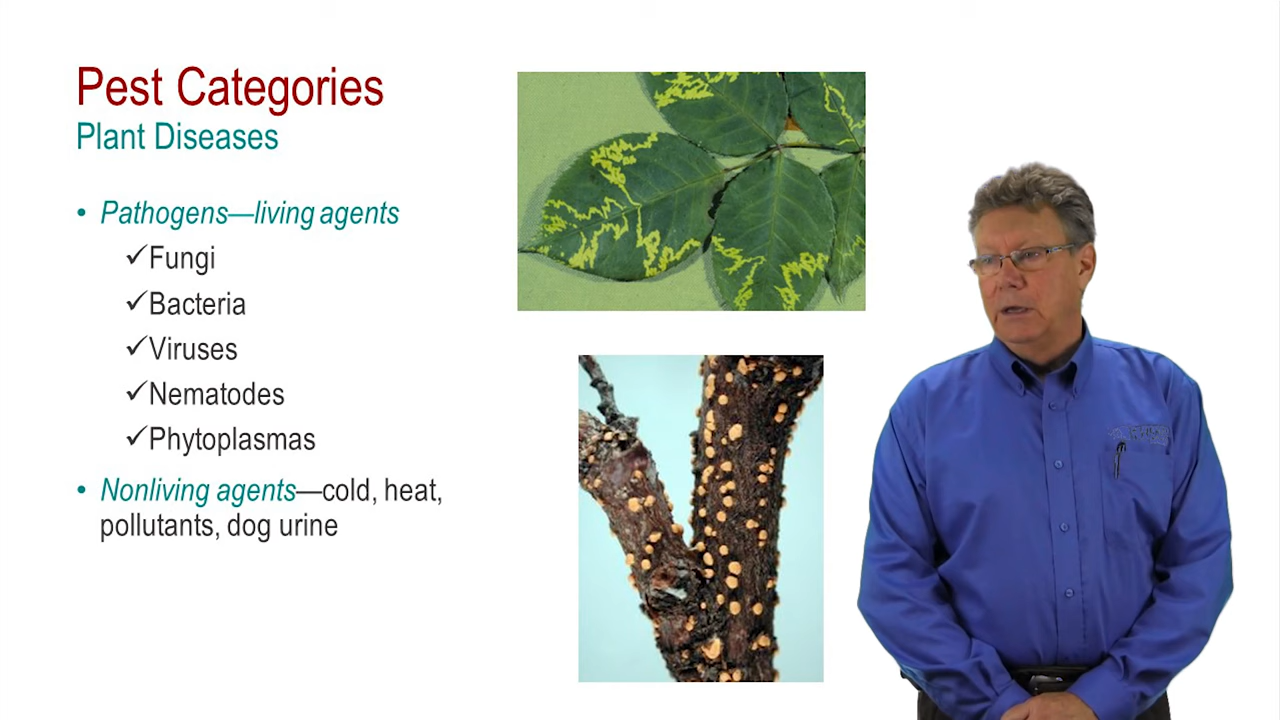 Pest Categories
Plant Diseases
• Pathogens—living agents
✓Fungi
✓Bacteria
✓Viruses
✓Nematodes
✓Phytoplasmas
• Nonliving agents—cold, heat,
pollutants, dog urine